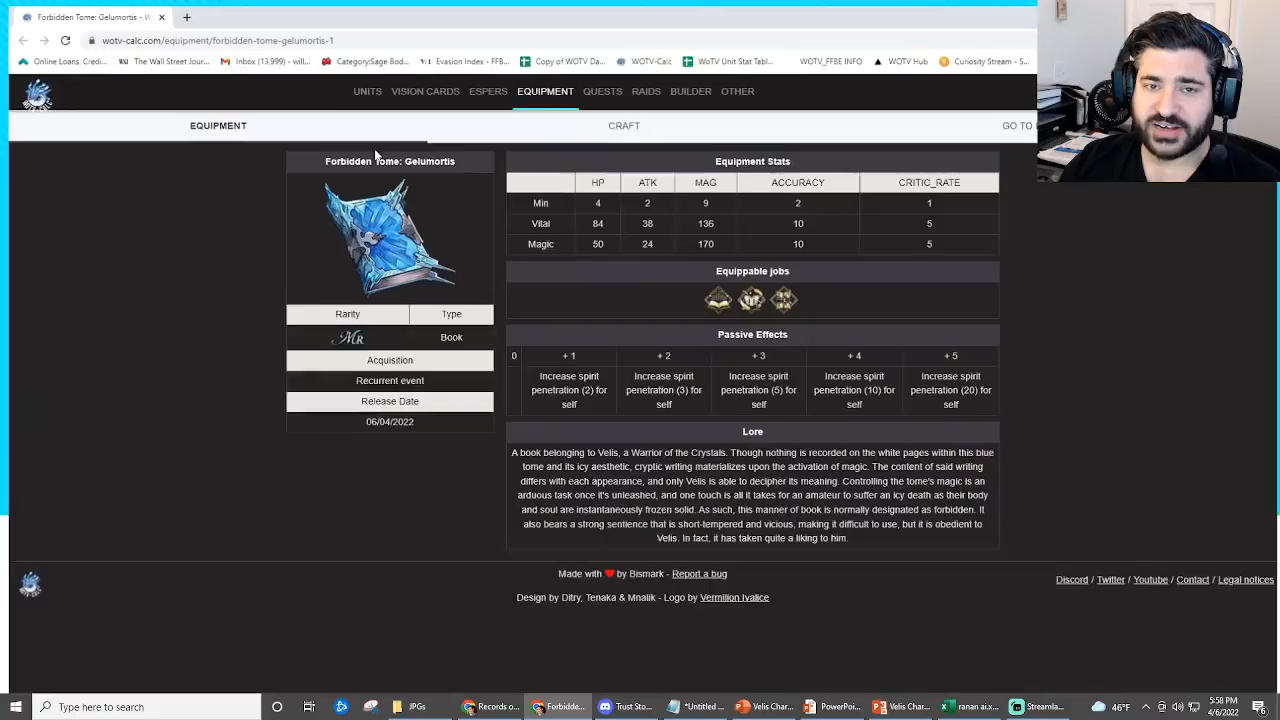 Forbidden Tome: Gelumortis - W
wotv-calc.com/equipment/forbidden-tome-gelumortis-1
Online Loans, Credi... The Wall Street Jour... Inbox (13,999) - will... Category:Sage Bod... Evasion Index - FFB... Copy of WOTV Da... WoTV-Calc WoTV Unit Stat Tabl... WOTV_FFBE INFO WOTV Hub Curiosity Stream - S...
UNITS VISION CARDS ESPERS EQUIPMENT QUESTS RAIDS BUILDER OTHER
EQUIPMENT CRAFT GO TO
Forbidden Tome: Gelumortis
Rarity Type
MR Book
Acquisition
Recurrent event
Release Date
06/04/2022
Equipment Stats
HP ATK MAG ACCURACY CRITIC_RATE
Min 4 2 9 2 1
Vital 84 38 136 10 5
Magic 50 24 170 10 5
Equippable jobs
Passive Effects
0 + 1 + 2 + 3 + 4 + 5
Increase spirit Increase spirit Increase spirit Increase spirit Increase spirit
penetration (2) for penetration (3) for penetration (5) for penetration (10) for penetration (20) for
self self self self self
Lore
A book belonging to Velis, a Warrior of the Crystals. Though nothing is recorded on the white pages within this blue
tome and its icy aesthetic, cryptic writing materializes upon the activation of magic. The content of said writing
differs with each appearance, and only Velis is able to decipher its meaning. Controlling the tome's magic is an
arduous task once it's unleashed, and one touch is all it takes for an amateur to suffer an icy death as their body
and soul are instantaneously frozen solid. As such, this manner of book is normally designated as forbidden. It
also bears a strong sentience that is short-tempered and vicious, making it difficult to use, but it is obedient to
Velis. In fact, it has taken quite a liking to him.
Made with ❤ by Bismark - Report a bug
Design by Ditry, Tenaka & Mnalik - Logo by Vermilion Ivalice
Discord / Twitter / Youtube / Contact / Legal notices
Type here to search
JPGs Records o... Forbidde... Trust Sto... *Untitled ... Velis Char... PowerPoi... Velis Char... ranan aix... Streamla...
46°F
5:59 PM
4/6/2022